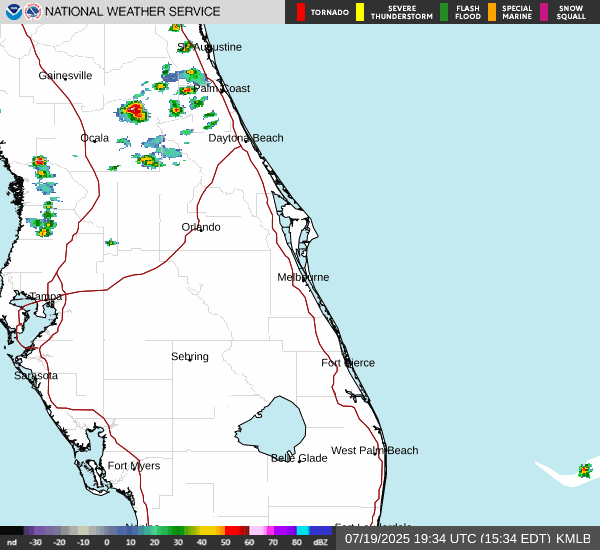 NATIONAL WEATHER SERVICE
TORNADO
SEVERE THUNDERSTORM
FLASH FLOOD
SPECIAL MARINE
SNOW SQUALL
St Augustine
Gainesville
Palm Coast
Ocala
Daytona Beach
Orlando
Melbourne
Tampa
Sebring
Fort Pierce
Sarasota
West Palm Beach
Belle Glade
Fort Myers
nd -30 -20 -10 0 10 20 30 40 50 60 70 80 dBZ
07/19/2025 19:34 UTC (15:34 EDT) KMLB